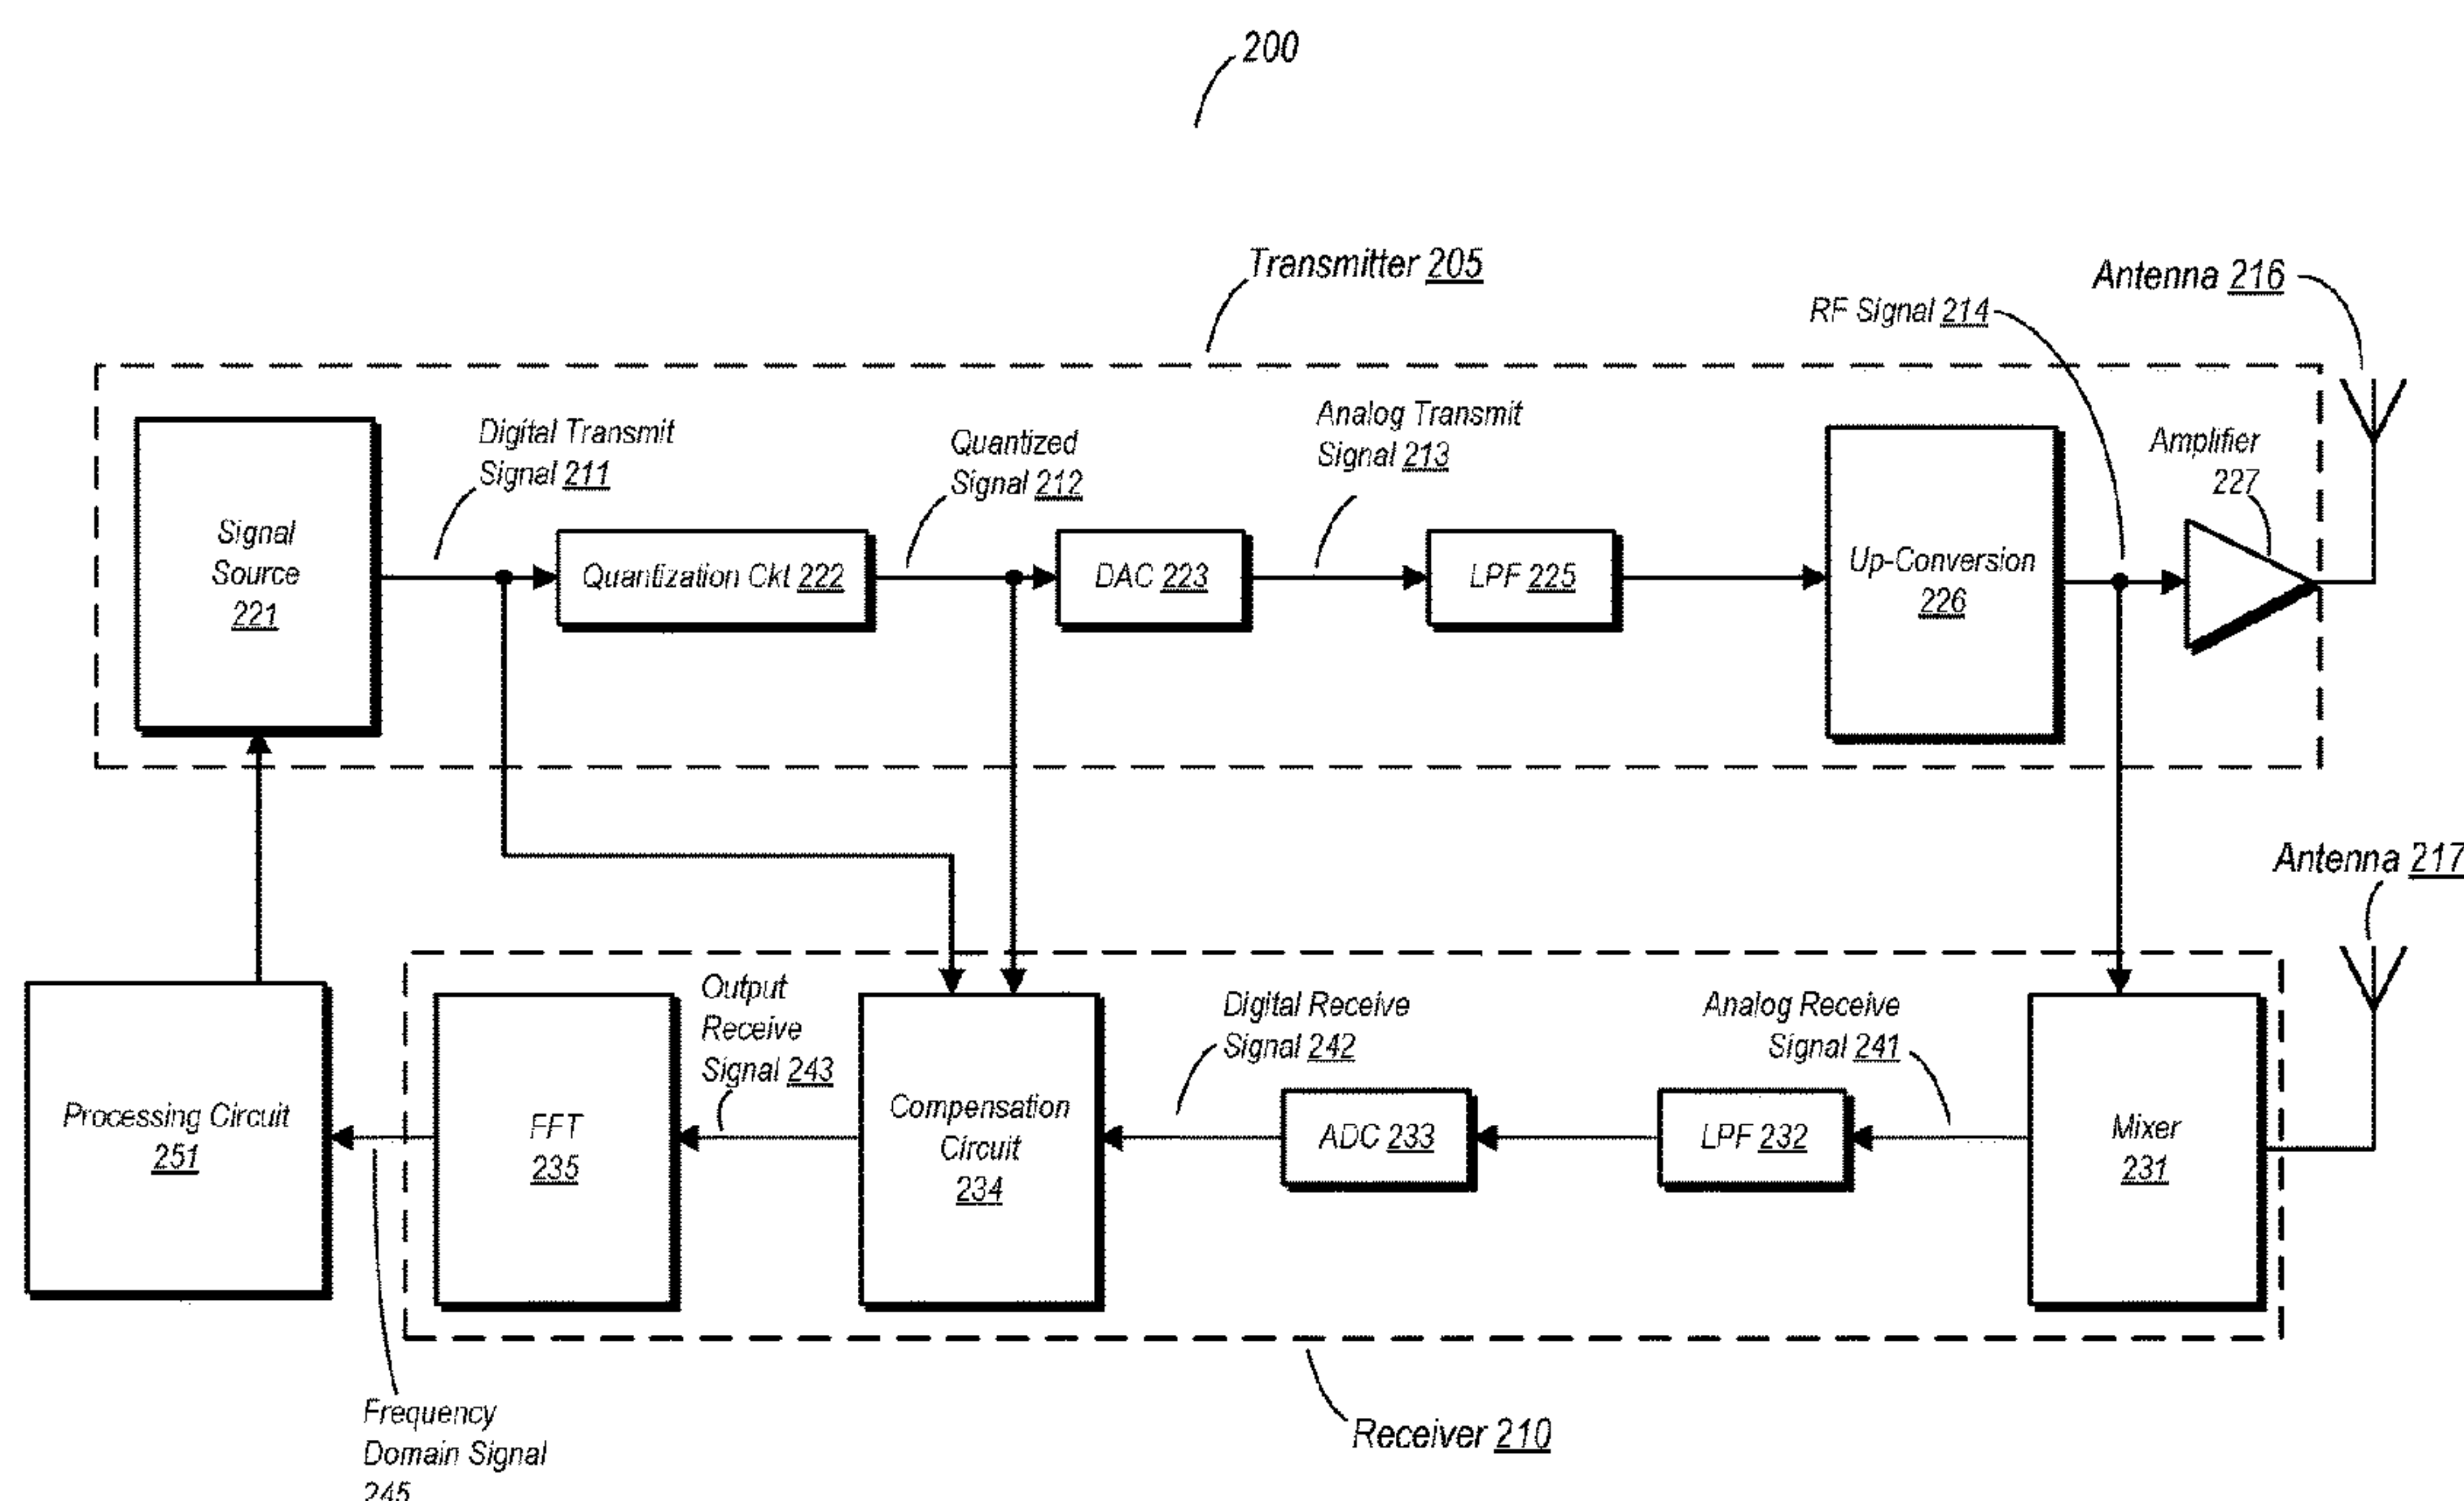 200
Transmitter 205
Antenna 216
RF Signal 214
Digital Transmit
Signal 211
Quantized
Signal 212
Analog Transmit
Signal 213
Amplifier
227
Signal
Source
221
Quantization Ckt 222
DAC 223
LPF 225
Up-Conversion
226
Antenna 217
Processing Circuit
251
FFT
235
Output
Receive
Signal 243
Compensation
Circuit
234
Digital Receive
Signal 242
ADC 233
LPF 232
Analog Receive
Signal 241
Mixer
231
Frequency
Domain Signal
245
Receiver 210